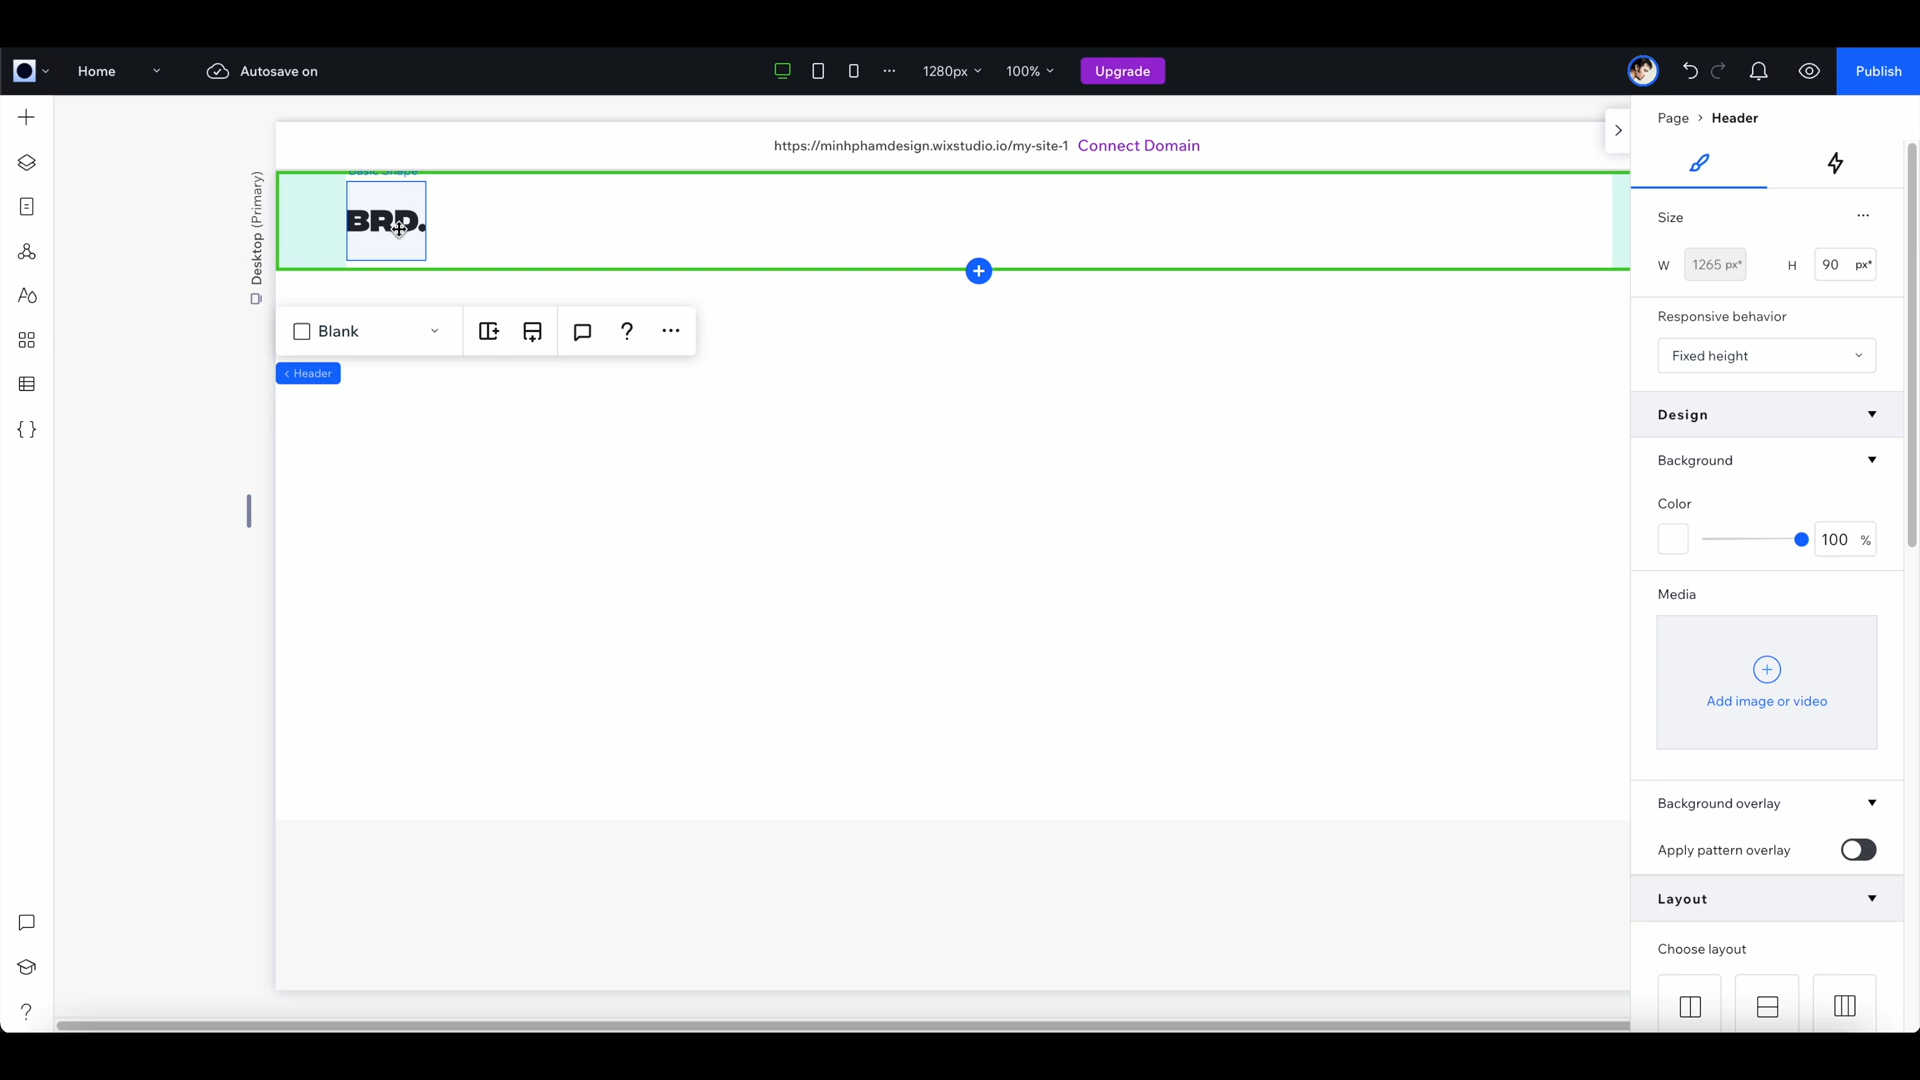 Home
Autosave on
1280px
100%
Upgrade
Publish
Page > Header
https://minhphamdesign.wixstudio.io/my-site-1 Connect Domain
Desktop (Primary)
Basic Shape
BRD.
Size
W 1265 px* H 90 px*
Blank
?
Header
Responsive behavior
Fixed height
Design
Background
Color
100 %
Media
Add image or video
Background overlay
Apply pattern overlay
Layout
Choose layout
?